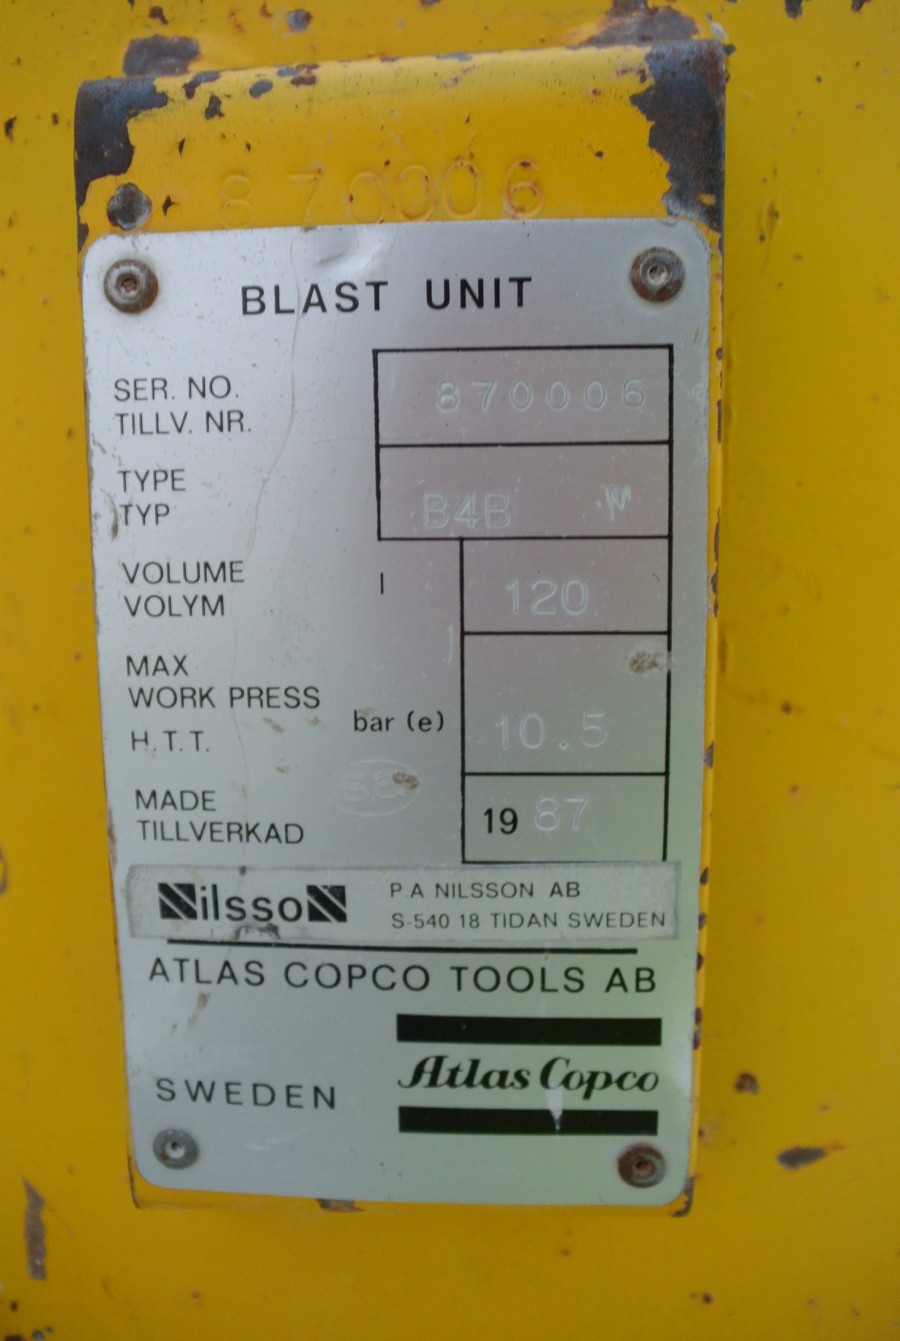 870006
BLAST UNIT
SER. NO.
TILLV. NR.
870006
TYPE
TYP
B4B W
VOLUME
VOLYM
l
120
MAX
WORK PRESS
H.T.T.
bar (e)
10.5
MADE
TILLVERKAD
1987
NilssoN
P.A NILSSON AB
S-540 18 TIDAN SWEDEN
ATLAS COPCO TOOLS AB
SWEDEN
Atlas Copco